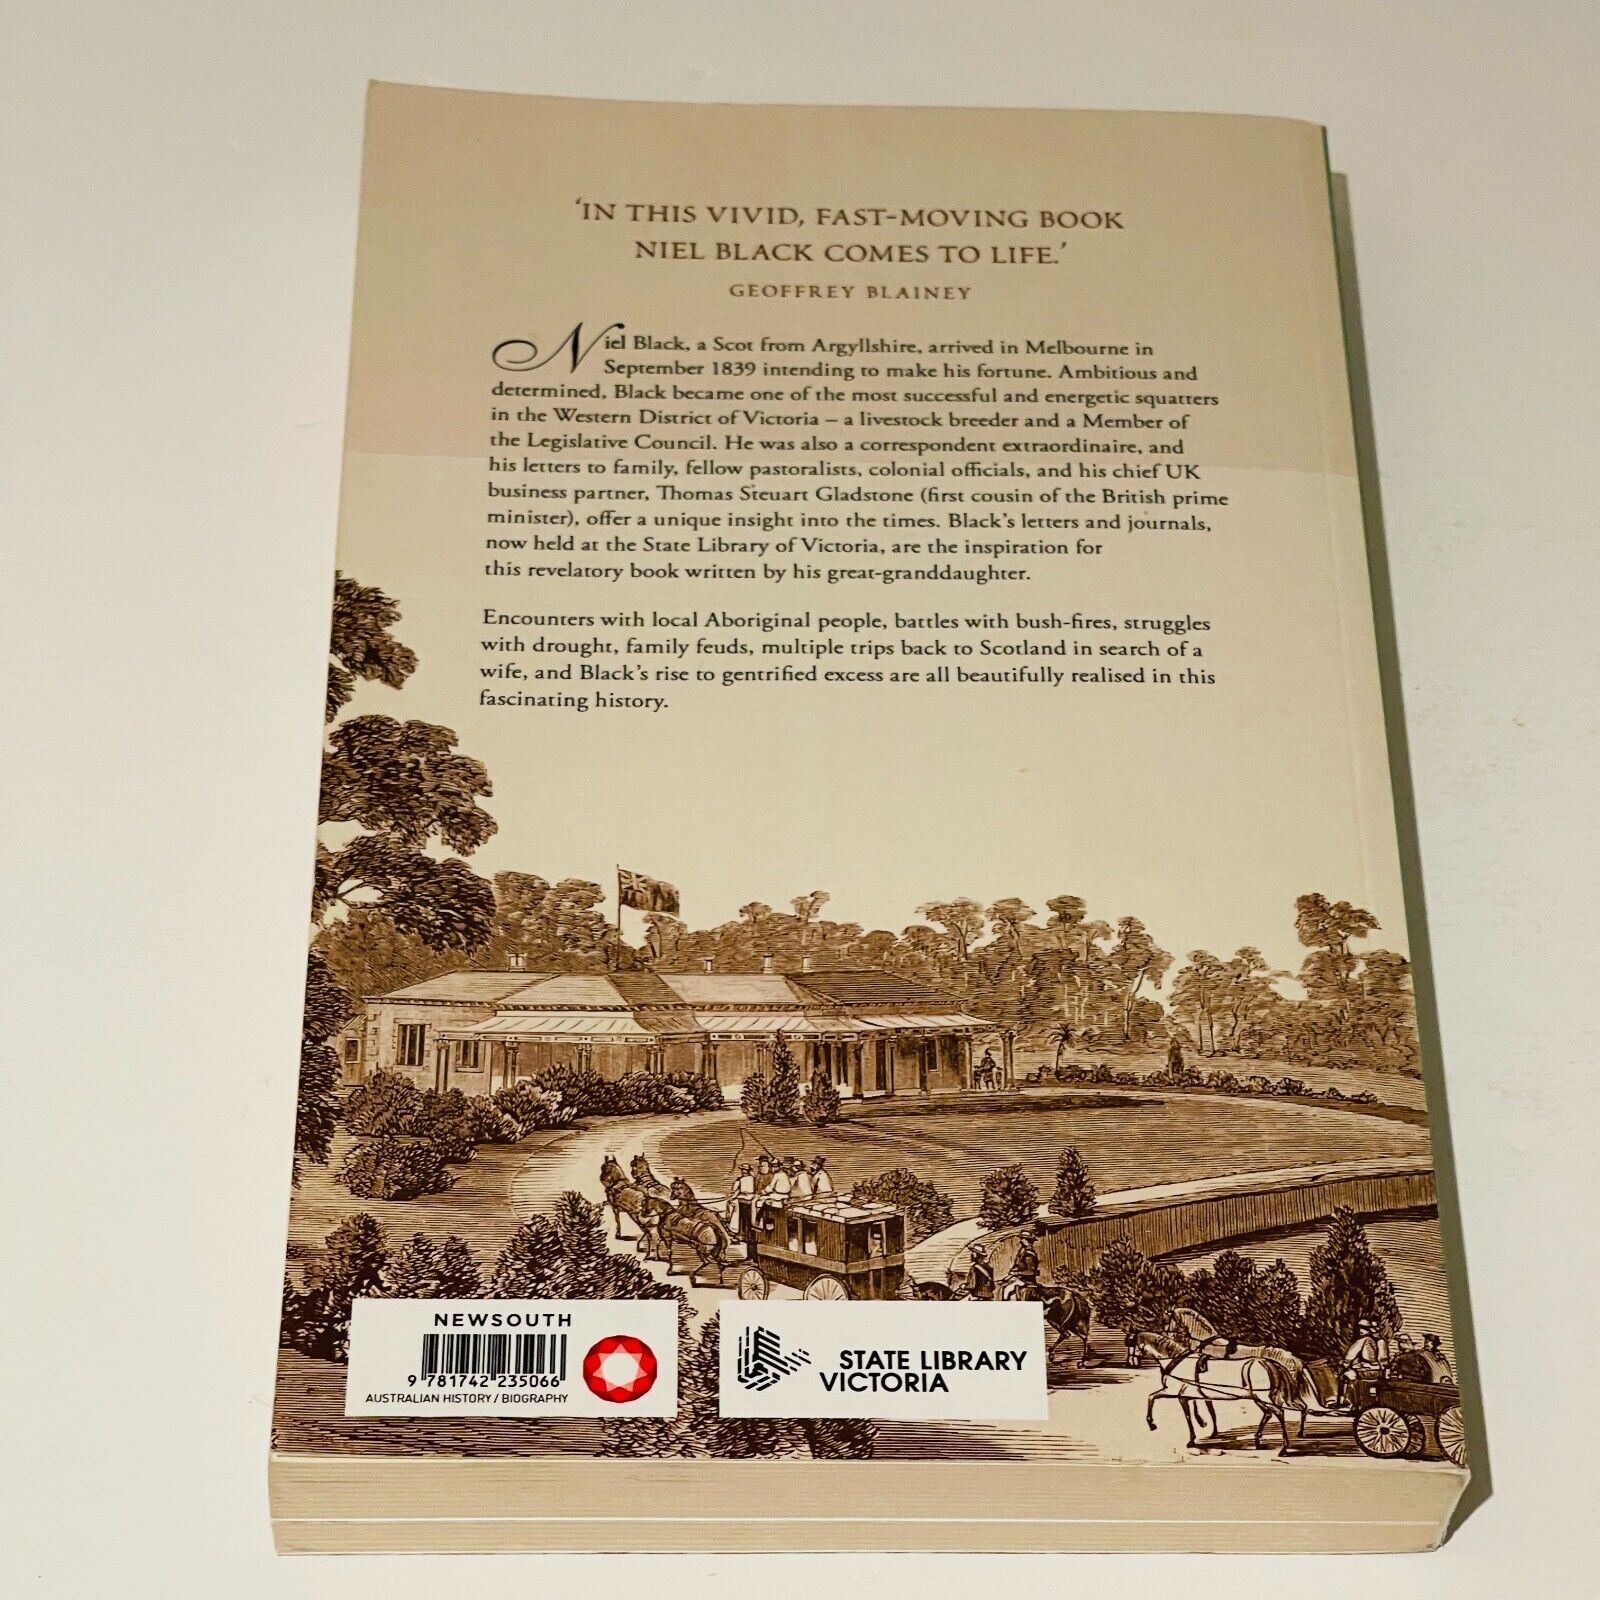 ‘IN THIS VIVID, FAST-MOVING BOOK
NIEL BLACK COMES TO LIFE.’
GEOFFREY BLAINEY
Niel Black, a Scot from Argyllshire, arrived in Melbourne in
September 1839 intending to make his fortune. Ambitious and
determined, Black became one of the most successful and energetic squatters
in the Western District of Victoria – a livestock breeder and a Member of
the Legislative Council. He was also a correspondent extraordinaire, and
his letters to family, fellow pastoralists, colonial officials, and his chief UK
business partner, Thomas Steuart Gladstone (first cousin of the British prime
minister), offer a unique insight into the times. Black’s letters and journals,
now held at the State Library of Victoria, are the inspiration for
this revelatory book written by his great-granddaughter.
Encounters with local Aboriginal people, battles with bush-fires, struggles
with drought, family feuds, multiple trips back to Scotland in search of a
wife, and Black’s rise to gentrified excess are all beautifully realised in this
fascinating history.
NEWSOUTH
9 781742 235066
AUSTRALIAN HISTORY / BIOGRAPHY
STATE LIBRARY
VICTORIA